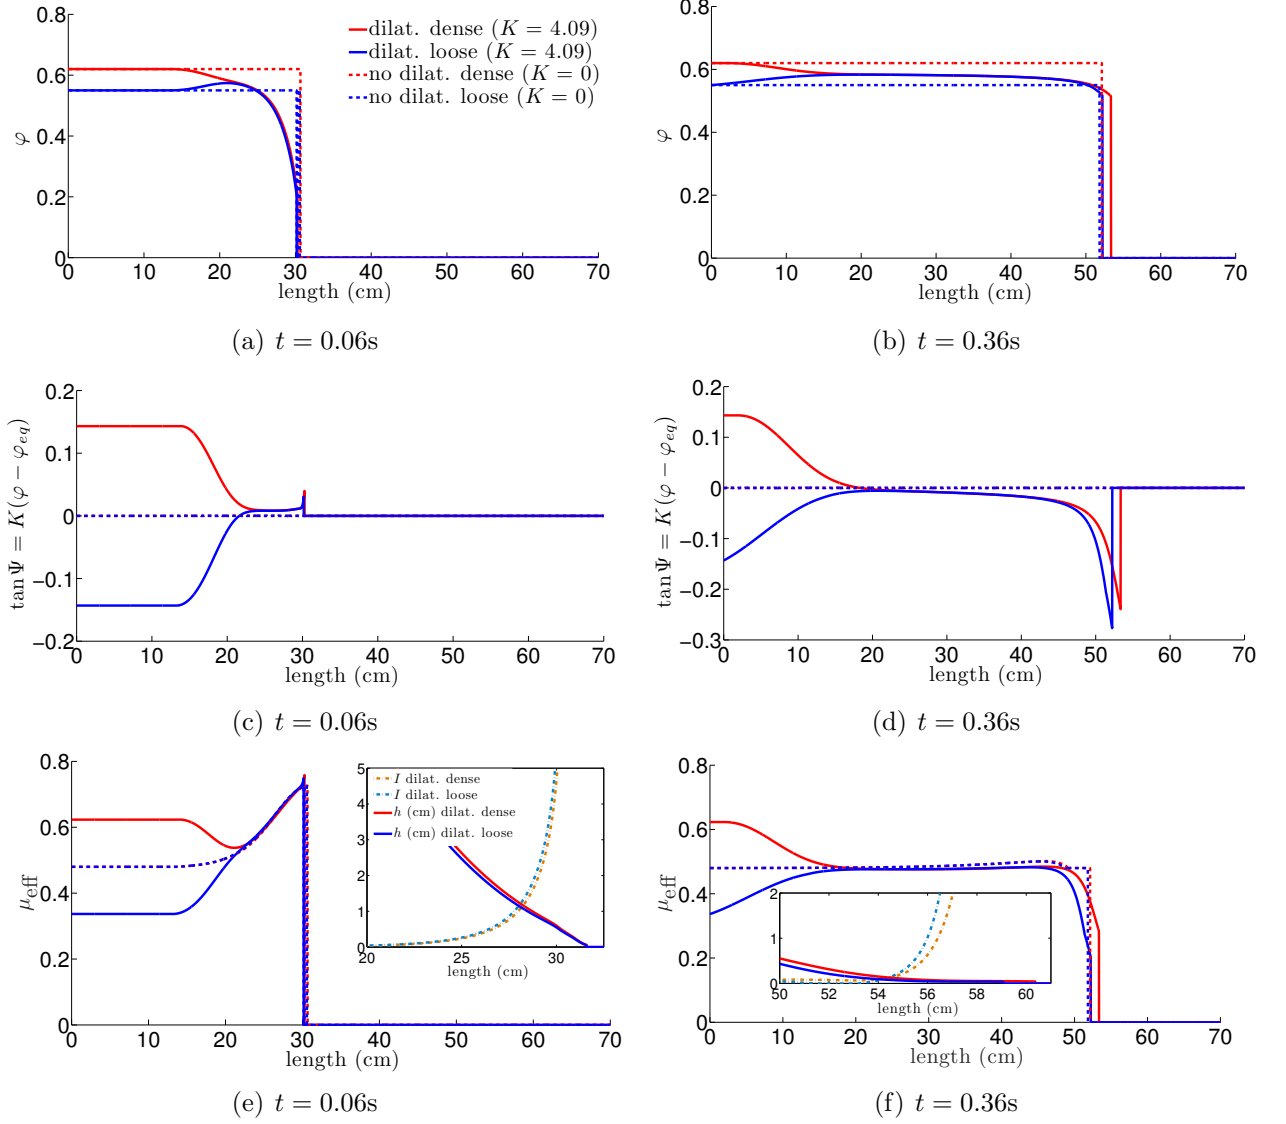 0.8
0.6
0.4
0.2
0
φ
dilat. dense (K = 4.09)
dilat. loose (K = 4.09)
no dilat. dense (K = 0)
no dilat. loose (K = 0)
0 10 20 30 40 50 60 70
length (cm)
(a) t = 0.06s
0.8
0.6
0.4
0.2
0
φ
0 10 20 30 40 50 60 70
length (cm)
(b) t = 0.36s
0.2
0.1
0
−0.1
−0.2
tan Ψ = K(φ − φeq)
0 10 20 30 40 50 60 70
length (cm)
(c) t = 0.06s
0.2
0.1
0
−0.1
−0.2
−0.3
tan Ψ = K(φ − φeq)
0 10 20 30 40 50 60 70
length (cm)
(d) t = 0.36s
0.8
0.6
0.4
0.2
0
μeff
5
4
3
2
1
0
I dilat. dense
I dilat. loose
h (cm) dilat. dense
h (cm) dilat. loose
20 25 30
length (cm)
0 10 20 30 40 50 60 70
length (cm)
(e) t = 0.06s
0.8
0.6
0.4
0.2
0
μeff
2
1
0
50 52 54 56 58 60
length (cm)
0 10 20 30 40 50 60 70
length (cm)
(f) t = 0.36s